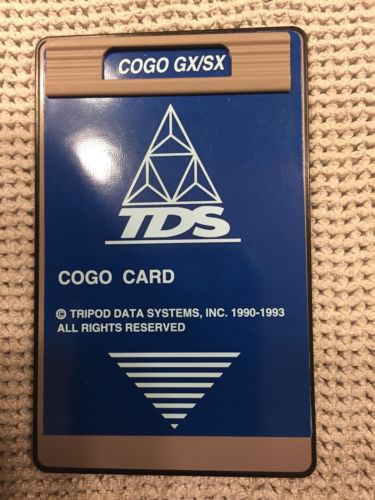 COGO GX/SX
TDS
COGO CARD
© TRIPOD DATA SYSTEMS, INC. 1990-1993
ALL RIGHTS RESERVED